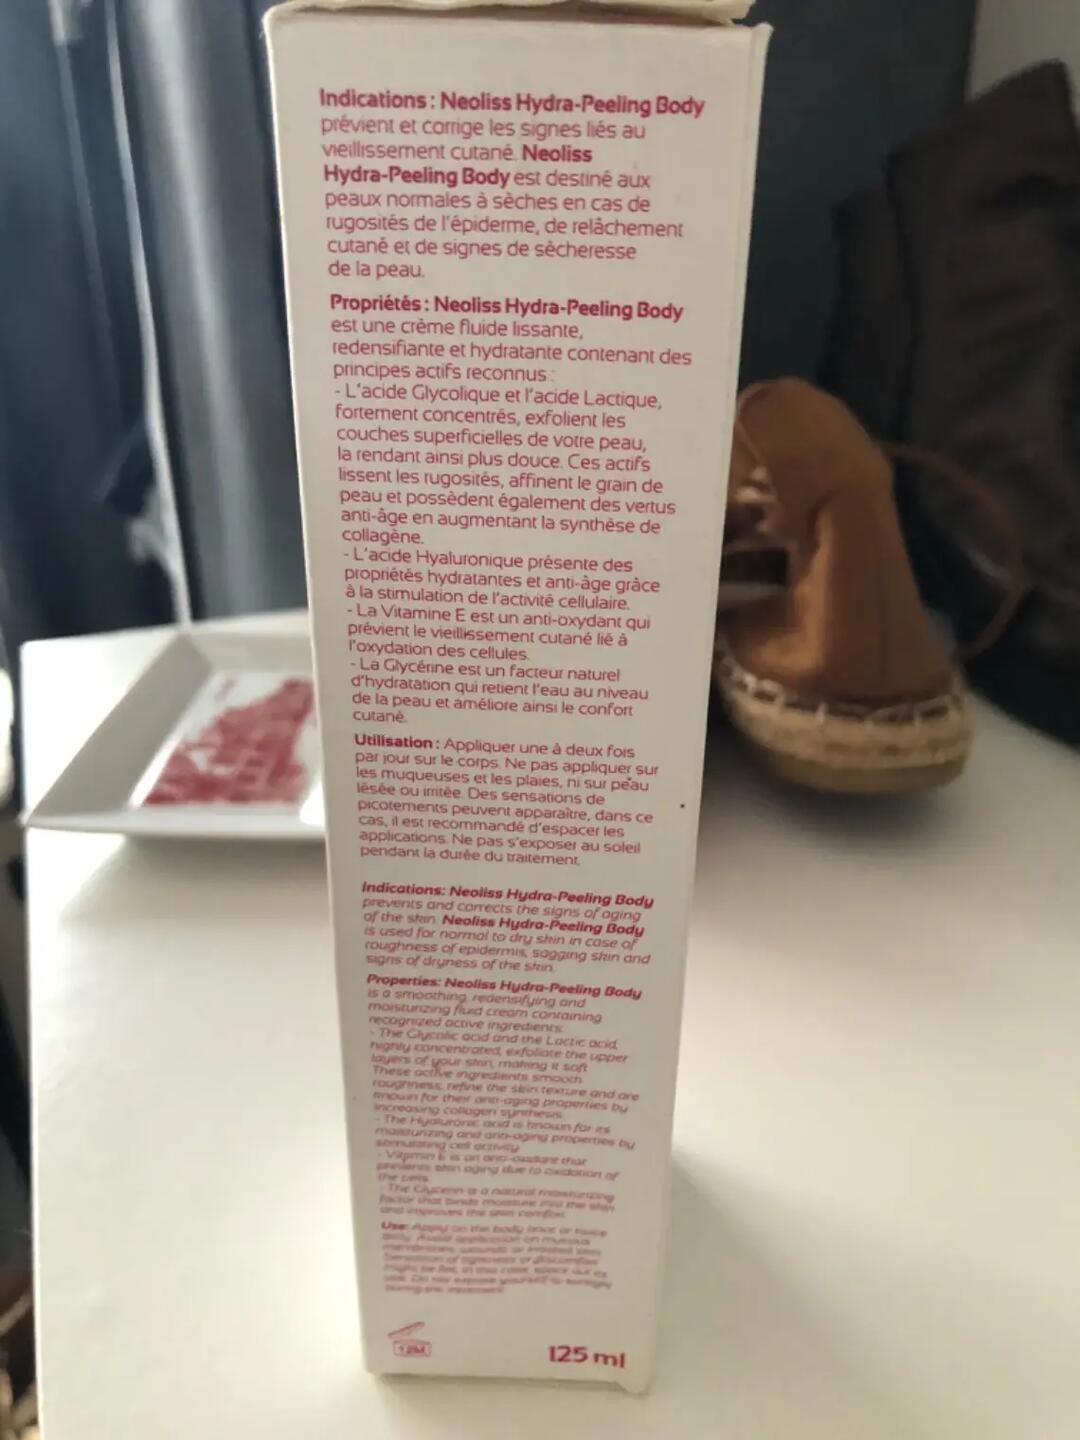 Indications : Neoliss Hydra-Peeling Body
prévient et corrige les signes liés au
vieillissement cutané. Neoliss
Hydra-Peeling Body est destiné aux
peaux normales à sèches en cas de
rugosités de l'épiderme, de relâchement
cutané et de signes de sècheresse
de la peau.
Propriétés : Neoliss Hydra-Peeling Body
est une crème fluide lissante,
redensifiante et hydratante contenant des
principes actifs reconnus :
- L'acide Glycolique et l'acide Lactique,
fortement concentrés, exfolient les
couches superficielles de votre peau,
la rendant ainsi plus douce. Ces actifs
lissent les rugosités, affinent le grain de
peau et possèdent également des vertus
anti-âge en augmentant la synthèse de
collagène.
- L'acide Hyaluronique présente des
propriétés hydratantes et anti-âge grâce
à la stimulation de l'activité cellulaire.
- La Vitamine E est un anti-oxydant qui
prévient le vieillissement cutané lié à
l'oxydation des cellules.
- La Glycérine est un facteur naturel
d'hydratation qui retient l'eau au niveau
de la peau et améliore ainsi le confort
cutané.
Utilisation : Appliquer une à deux fois
par jour sur le corps. Ne pas appliquer sur
les muqueuses et les plaies, ni sur peau
lésée ou irritée. Des sensations de
picotements peuvent apparaître, dans ce
cas, il est recommandé d'espacer les
applications. Ne pas s'exposer au soleil
pendant la durée du traitement.
Indications: Neoliss Hydra-Peeling Body
prevents and corrects the signs of aging
of the skin. Neoliss Hydra-Peeling Body
is used for normal to dry skin in case of
roughness of epidermis, sagging skin and
signs of dryness of the skin.
Properties: Neoliss Hydra-Peeling Body
is a smoothing, redensifying and
moisturizing fluid cream containing
recognized active ingredients:
- The Glycolic acid and the Lactic acid,
highly concentrated, exfoliate the upper
layers of your skin, making it soft.
These active ingredients smooth
roughness, refine the skin texture and are
known for their anti-aging properties by
increasing collagen synthesis.
- The Hyaluronic acid is known for its
moisturizing and anti-aging properties by
stimulating cell activity.
- Vitamin E is an anti-oxidant that
prevents skin aging due to oxidation of
the cells.
- The Glycerin is a natural moisturizing
factor that binds moisture into the skin
and improves the skin comfort.
Use: Apply on the body once or twice
daily. Avoid application on mucous
membranes, wounds or irritated skin.
12M
125 ml